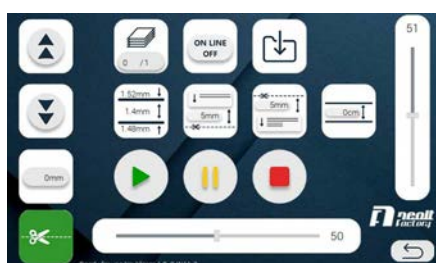 51
0 /1
ON LINE
OFF
1.52mm
1.4mm
1.48mm
5mm
5mm
0cm
0mm
neolt
factory
50